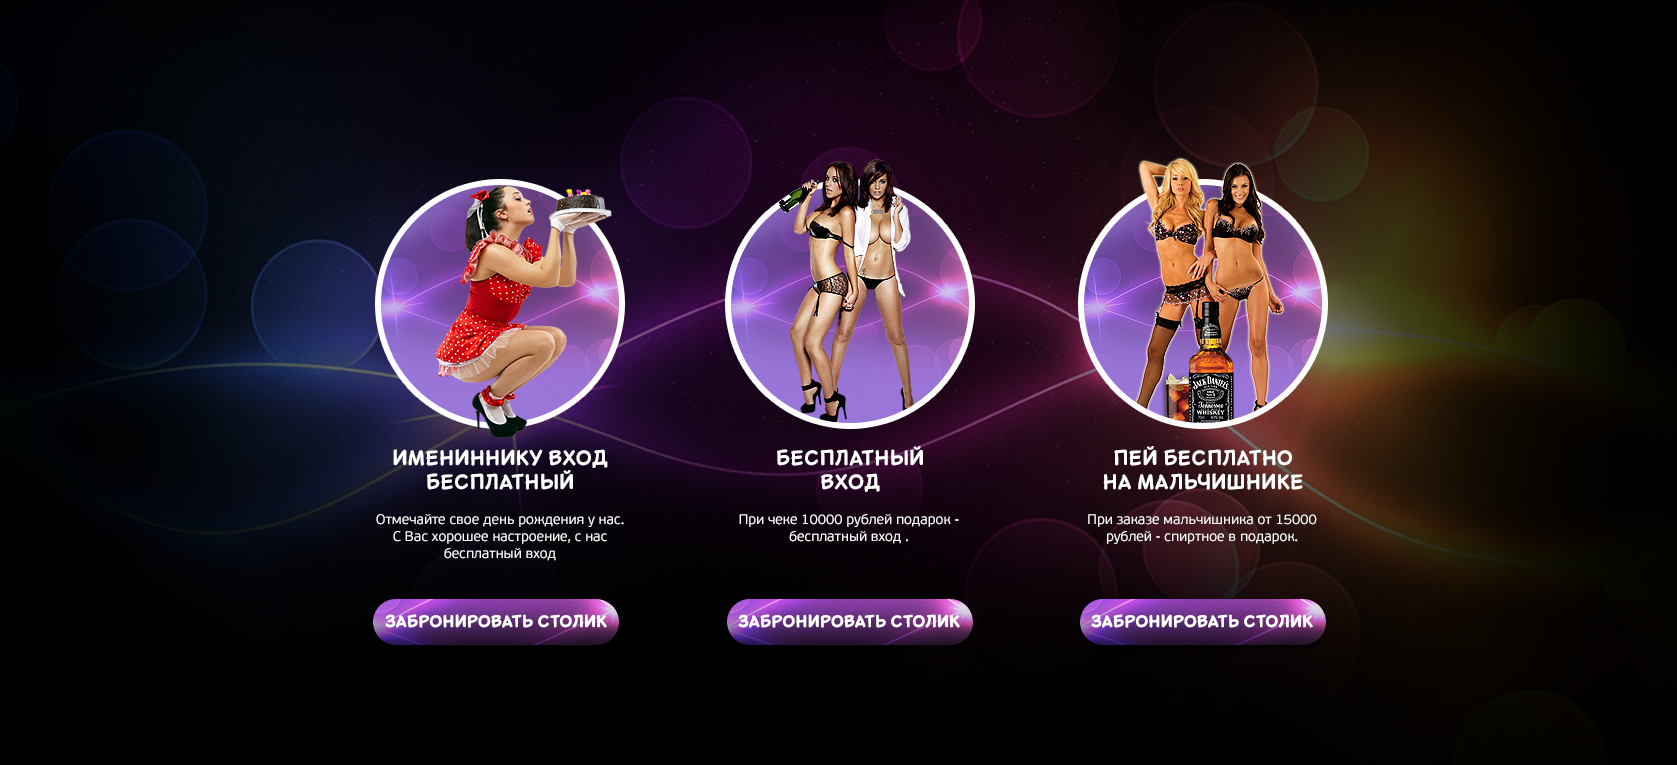 ИМЕНИННИКУ ВХОД
БЕСПЛАТНЫЙ
Отмечайте свое день рождения у нас.
С Вас хорошее настроение, с нас
бесплатный вход
ЗАБРОНИРОВАТЬ СТОЛИК
БЕСПЛАТНЫЙ
ВХОД
При чеке 10000 рублей подарок -
бесплатный вход .
ЗАБРОНИРОВАТЬ СТОЛИК
JACK DANIEL'S
Tennessee
WHISKEY
ПЕЙ БЕСПЛАТНО
НА МАЛЬЧИШНИКЕ
При заказе мальчишника от 15000
рублей - спиртное в подарок.
ЗАБРОНИРОВАТЬ СТОЛИК